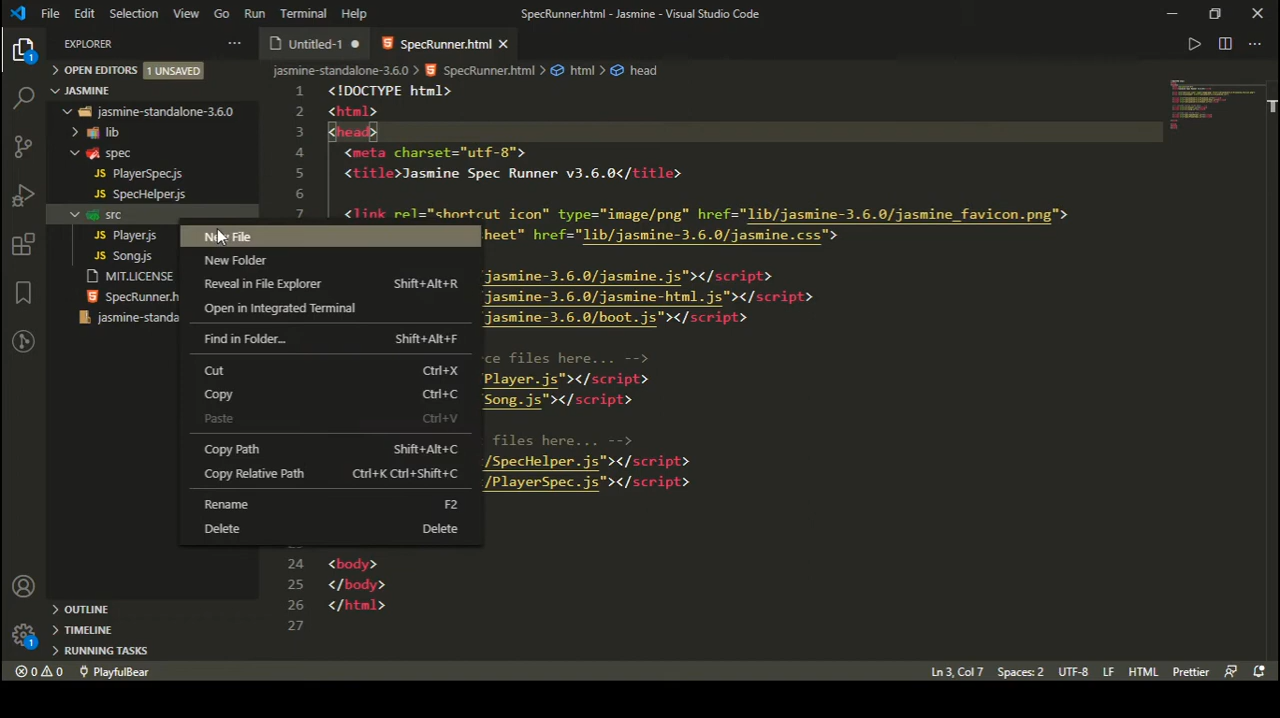 File Edit Selection View Go Run Terminal Help SpecRunner.html - Jasmine - Visual Studio Code
EXPLORER
Untitled-1
SpecRunner.html
OPEN EDITORS 1 UNSAVED
jasmine-standalone-3.6.0 > SpecRunner.html > html > head
JASMINE
jasmine-standalone-3.6.0
lib
spec
PlayerSpec.js
SpecHelper.js
src
Player.js
Song.js
MIT.LICENSE
SpecRunner.h
jasmine-standa
OUTLINE
TIMELINE
RUNNING TASKS
1
1
New File
New Folder
Reveal in File Explorer Shift+Alt+R
Open in Integrated Terminal
Find in Folder... Shift+Alt+F
Cut Ctrl+X
Copy Ctrl+C
Paste Ctrl+V
Copy Path Shift+Alt+C
Copy Relative Path Ctrl+K Ctrl+Shift+C
Rename F2
Delete Delete
1 <!DOCTYPE html>
2 <html>
3 <head>
4 <meta charset="utf-8">
5 <title>Jasmine Spec Runner v3.6.0</title>
6
7 <link rel="shortcut icon" type="image/png" href="lib/jasmine-3.6.0/jasmine_favicon.png">
sheet" href="lib/jasmine-3.6.0/jasmine.css">
/jasmine-3.6.0/jasmine.js"></script>
/jasmine-3.6.0/jasmine-html.js"></script>
/jasmine-3.6.0/boot.js"></script>
ce files here... -->
/Player.js"></script>
Song.js"></script>
files here... -->
/SpecHelper.js"></script>
/PlayerSpec.js"></script>
24 <body>
25 </body>
26 </html>
27
0 0 PlayfulBear Ln 3, Col 7 Spaces: 2 UTF-8 LF HTML Prettier